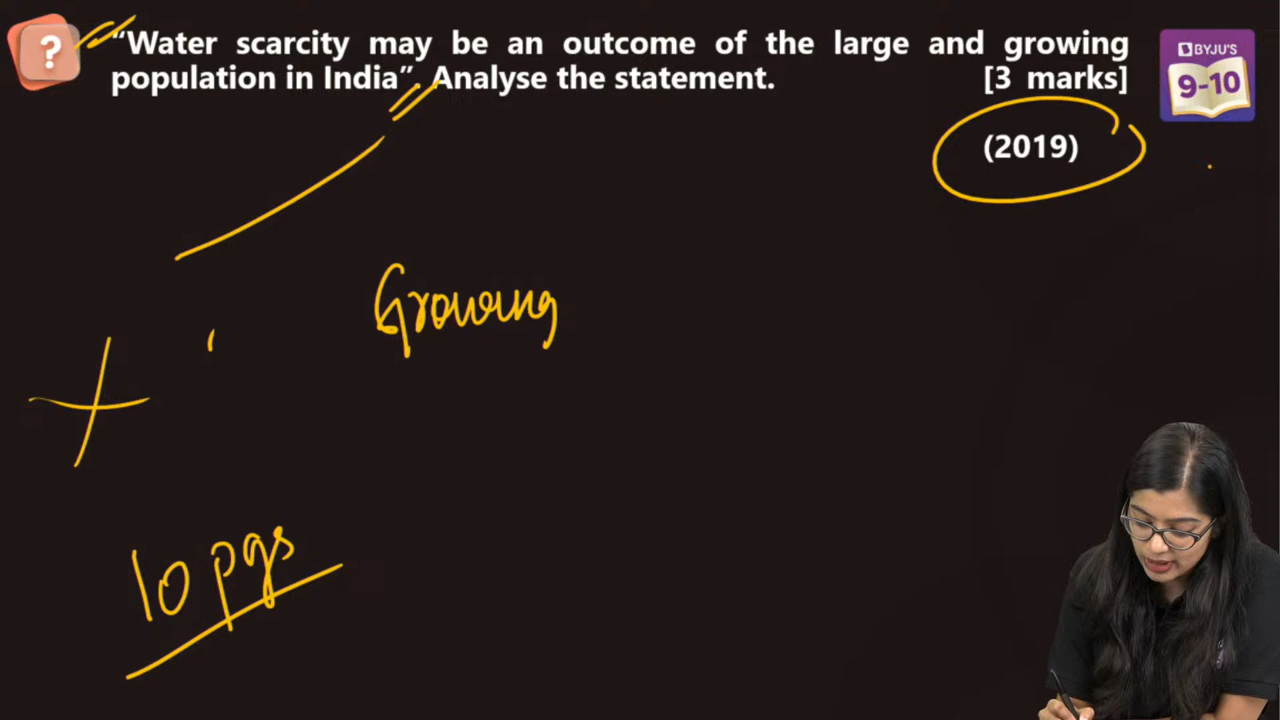 ?
“Water scarcity may be an outcome of the large and growing
population in India”. Analyse the statement. [3 marks]
(2019)
BYJU'S
9-10
Growing
10 pgs